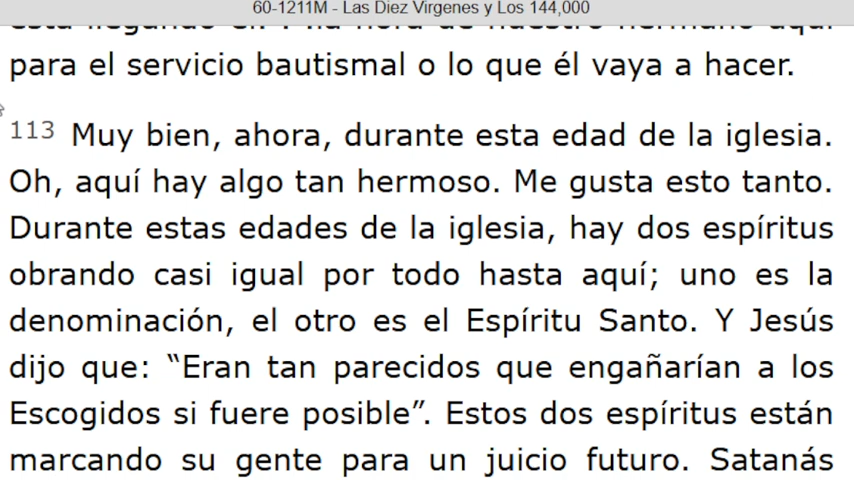 60-1211M - Las Diez Virgenes y Los 144,000
para el servicio bautismal o lo que él vaya a hacer.
113 Muy bien, ahora, durante esta edad de la iglesia.
Oh, aquí hay algo tan hermoso. Me gusta esto tanto.
Durante estas edades de la iglesia, hay dos espíritus
obrando casi igual por todo hasta aquí; uno es la
denominación, el otro es el Espíritu Santo. Y Jesús
dijo que: “Eran tan parecidos que engañarían a los
Escogidos si fuere posible”. Estos dos espíritus están
marcando su gente para un juicio futuro. Satanás